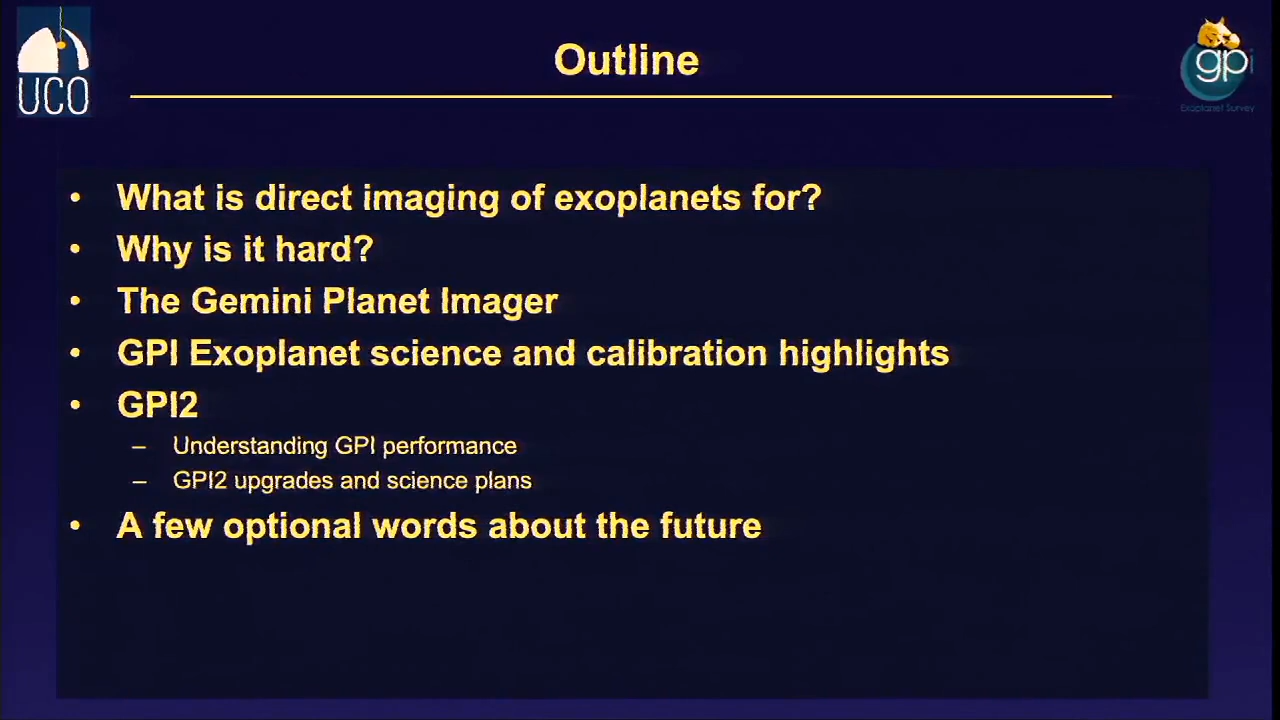 UCO
Outline
gpi
Exoplanet Survey
• What is direct imaging of exoplanets for?
• Why is it hard?
• The Gemini Planet Imager
• GPI Exoplanet science and calibration highlights
• GPI2
– Understanding GPI performance
– GPI2 upgrades and science plans
• A few optional words about the future